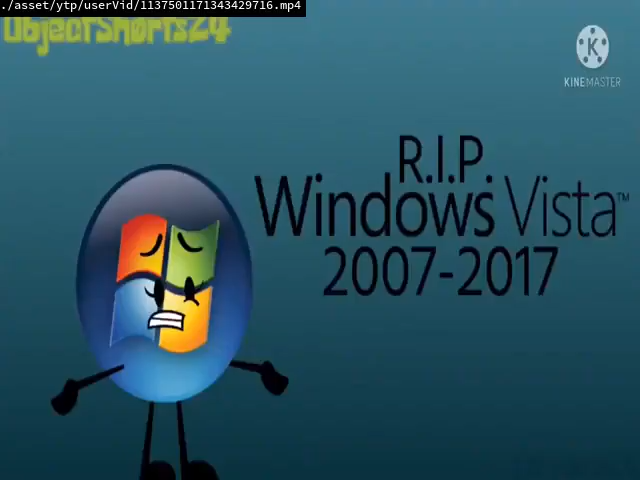 ./asset/ytp/userVid/1137501171343429716.mp4
ObjectShorts24
K
KINEMASTER
R.I.P.
Windows Vista™
2007-2017